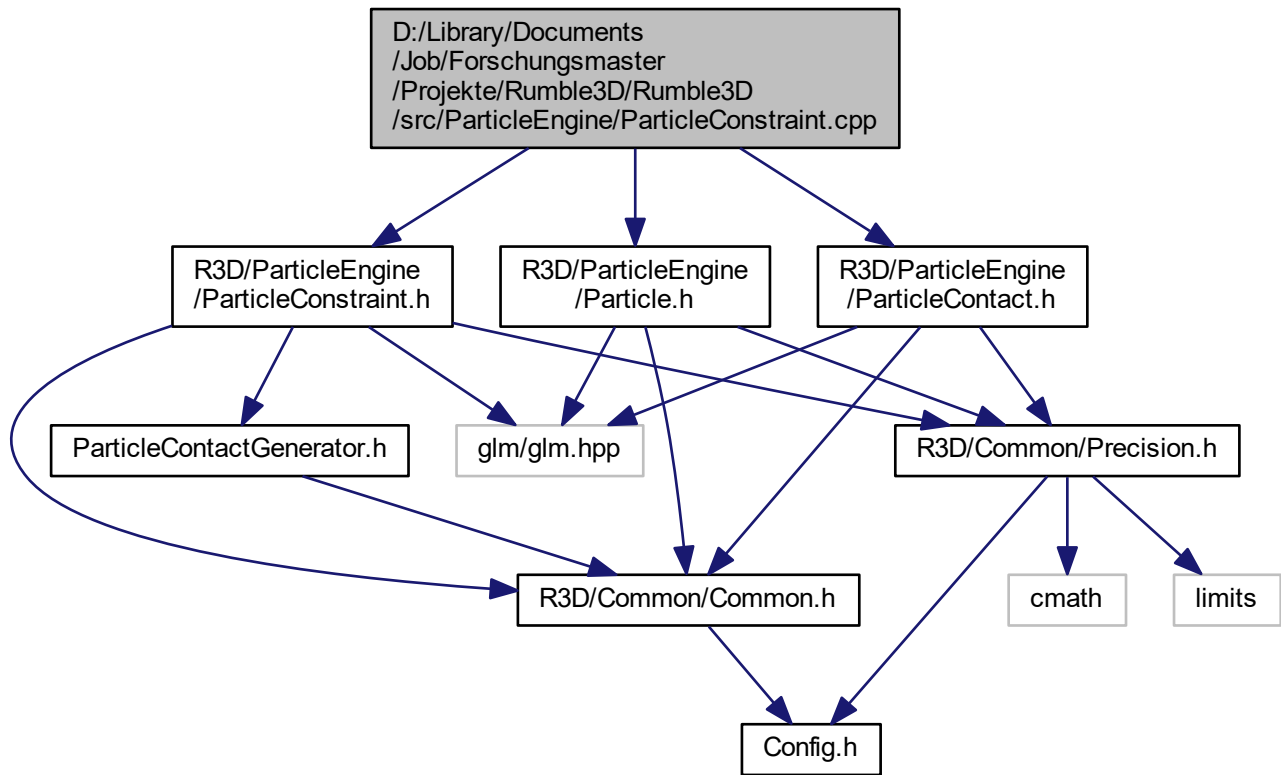 D:/Library/Documents
/Job/Forschungsmaster
/Projekte/Rumble3D/Rumble3D
/src/ParticleEngine/ParticleConstraint.cpp
R3D/ParticleEngine
/ParticleConstraint.h
R3D/ParticleEngine
/Particle.h
R3D/ParticleEngine
/ParticleContact.h
ParticleContactGenerator.h
glm/glm.hpp
R3D/Common/Precision.h
R3D/Common/Common.h
cmath
limits
Config.h